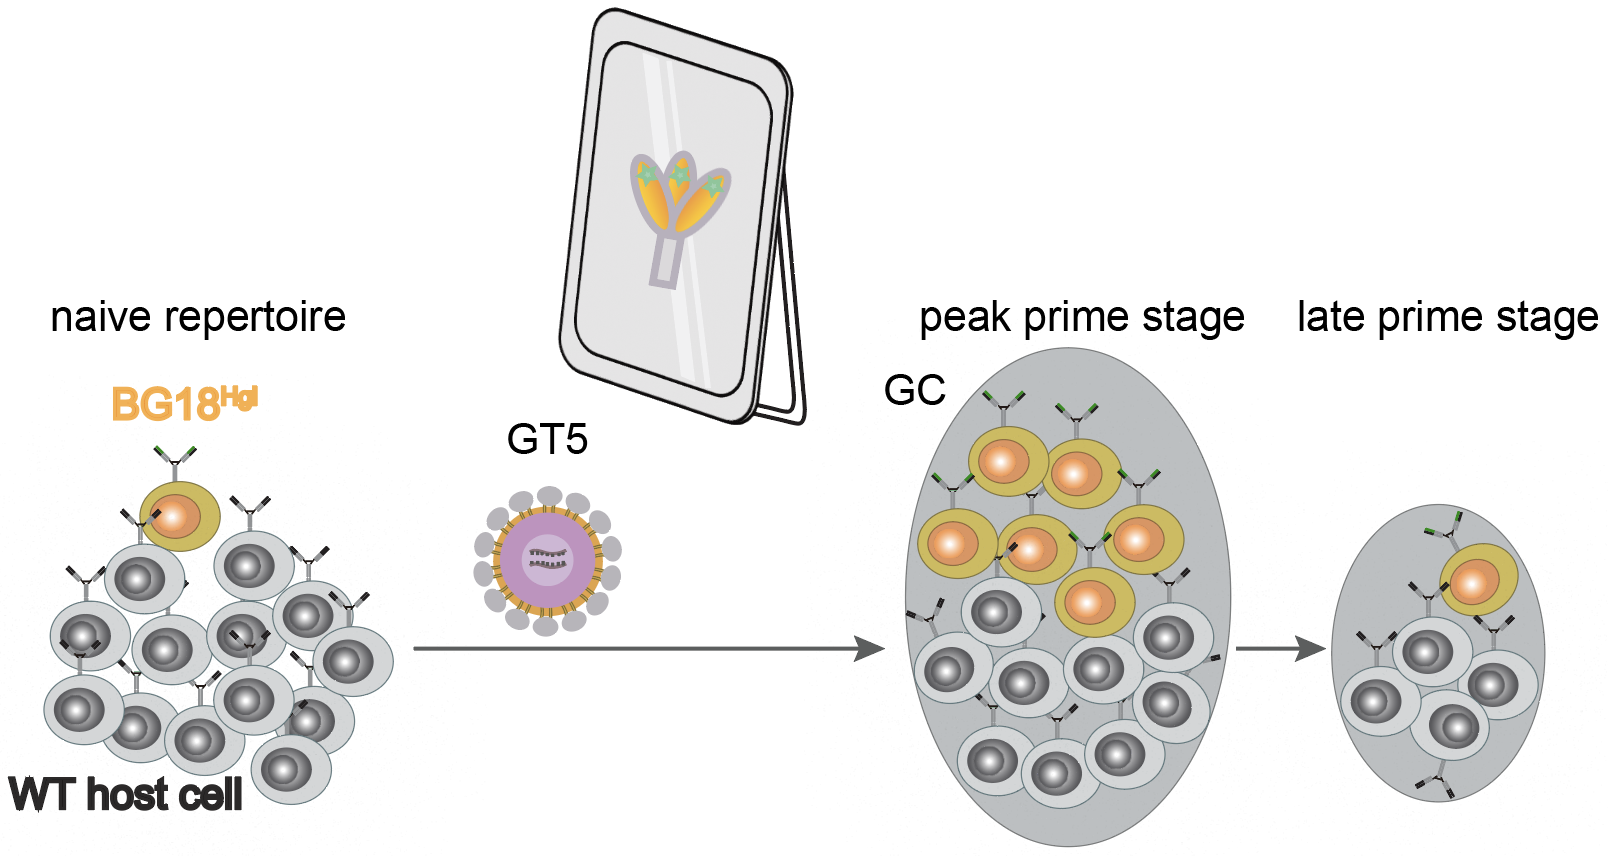 naive repertoire
BG18Hgl
WT host cell
GT5
peak prime stage
GC
late prime stage